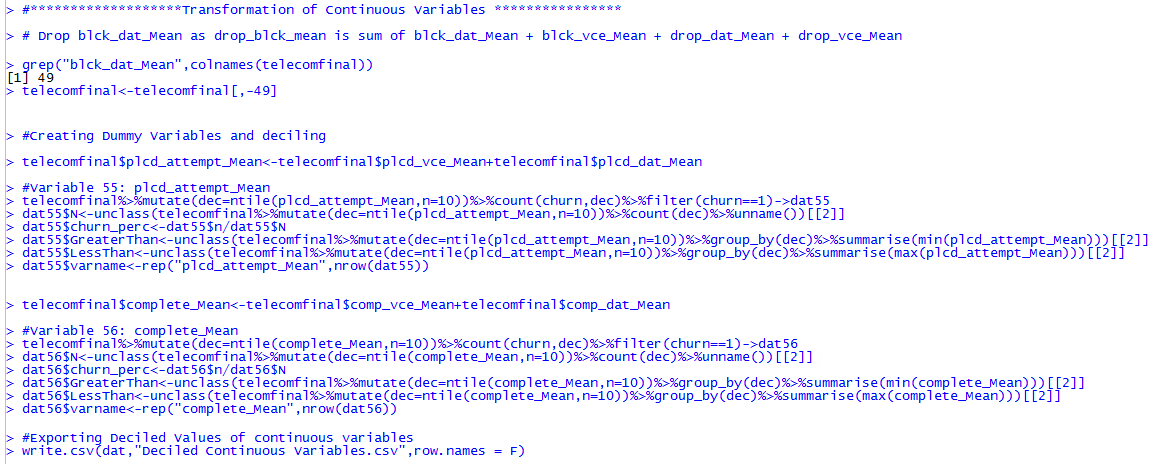 > #*******************Transformation of Continuous Variables ****************
> # Drop blck_dat_Mean as drop_blck_mean is sum of blck_dat_Mean + blck_vce_Mean + drop_dat_Mean + drop_vce_Mean
> grep("blck_dat_Mean",colnames(telecomfinal))
[1] 49
> telecomfinal<-telecomfinal[,-49]
> #Creating Dummy Variables and deciling
> telecomfinal$plcd_attempt_Mean<-telecomfinal$plcd_vce_Mean+telecomfinal$plcd_dat_Mean
> #Variable 55: plcd_attempt_Mean
> telecomfinal%>%mutate(dec=ntile(plcd_attempt_Mean,n=10))%>%count(churn,dec)%>%filter(churn==1)->dat55
> dat55$N<-unclass(telecomfinal%>%mutate(dec=ntile(plcd_attempt_Mean,n=10))%>%count(dec)%>%unname())[[2]]
> dat55$churn_perc<-dat55$n/dat55$N
> dat55$GreaterThan<-unclass(telecomfinal%>%mutate(dec=ntile(plcd_attempt_Mean,n=10))%>%group_by(dec)%>%summarise(min(plcd_attempt_Mean)))[[2]]
> dat55$LessThan<-unclass(telecomfinal%>%mutate(dec=ntile(plcd_attempt_Mean,n=10))%>%group_by(dec)%>%summarise(max(plcd_attempt_Mean)))[[2]]
> dat55$varname<-rep("plcd_attempt_Mean",nrow(dat55))
> telecomfinal$complete_Mean<-telecomfinal$comp_vce_Mean+telecomfinal$comp_dat_Mean
> #Variable 56: complete_Mean
> telecomfinal%>%mutate(dec=ntile(complete_Mean,n=10))%>%count(churn,dec)%>%filter(churn==1)->dat56
> dat56$N<-unclass(telecomfinal%>%mutate(dec=ntile(complete_Mean,n=10))%>%count(dec)%>%unname())[[2]]
> dat56$churn_perc<-dat56$n/dat56$N
> dat56$GreaterThan<-unclass(telecomfinal%>%mutate(dec=ntile(complete_Mean,n=10))%>%group_by(dec)%>%summarise(min(complete_Mean)))[[2]]
> dat56$LessThan<-unclass(telecomfinal%>%mutate(dec=ntile(complete_Mean,n=10))%>%group_by(dec)%>%summarise(max(complete_Mean)))[[2]]
> dat56$varname<-rep("complete_Mean",nrow(dat56))
> #Exporting Deciled Values of continuous variables
> write.csv(dat,"Deciled Continuous Variables.csv",row.names = F)